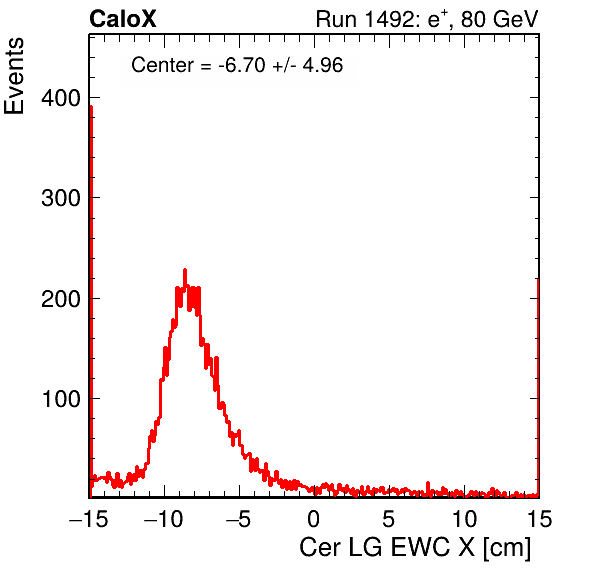 CaloX Run 1492: e⁺, 80 GeV
Center = -6.70 +/- 4.96
Events
400
300
200
100
−15 −10 −5 0 5 10 15
Cer LG EWC X [cm]